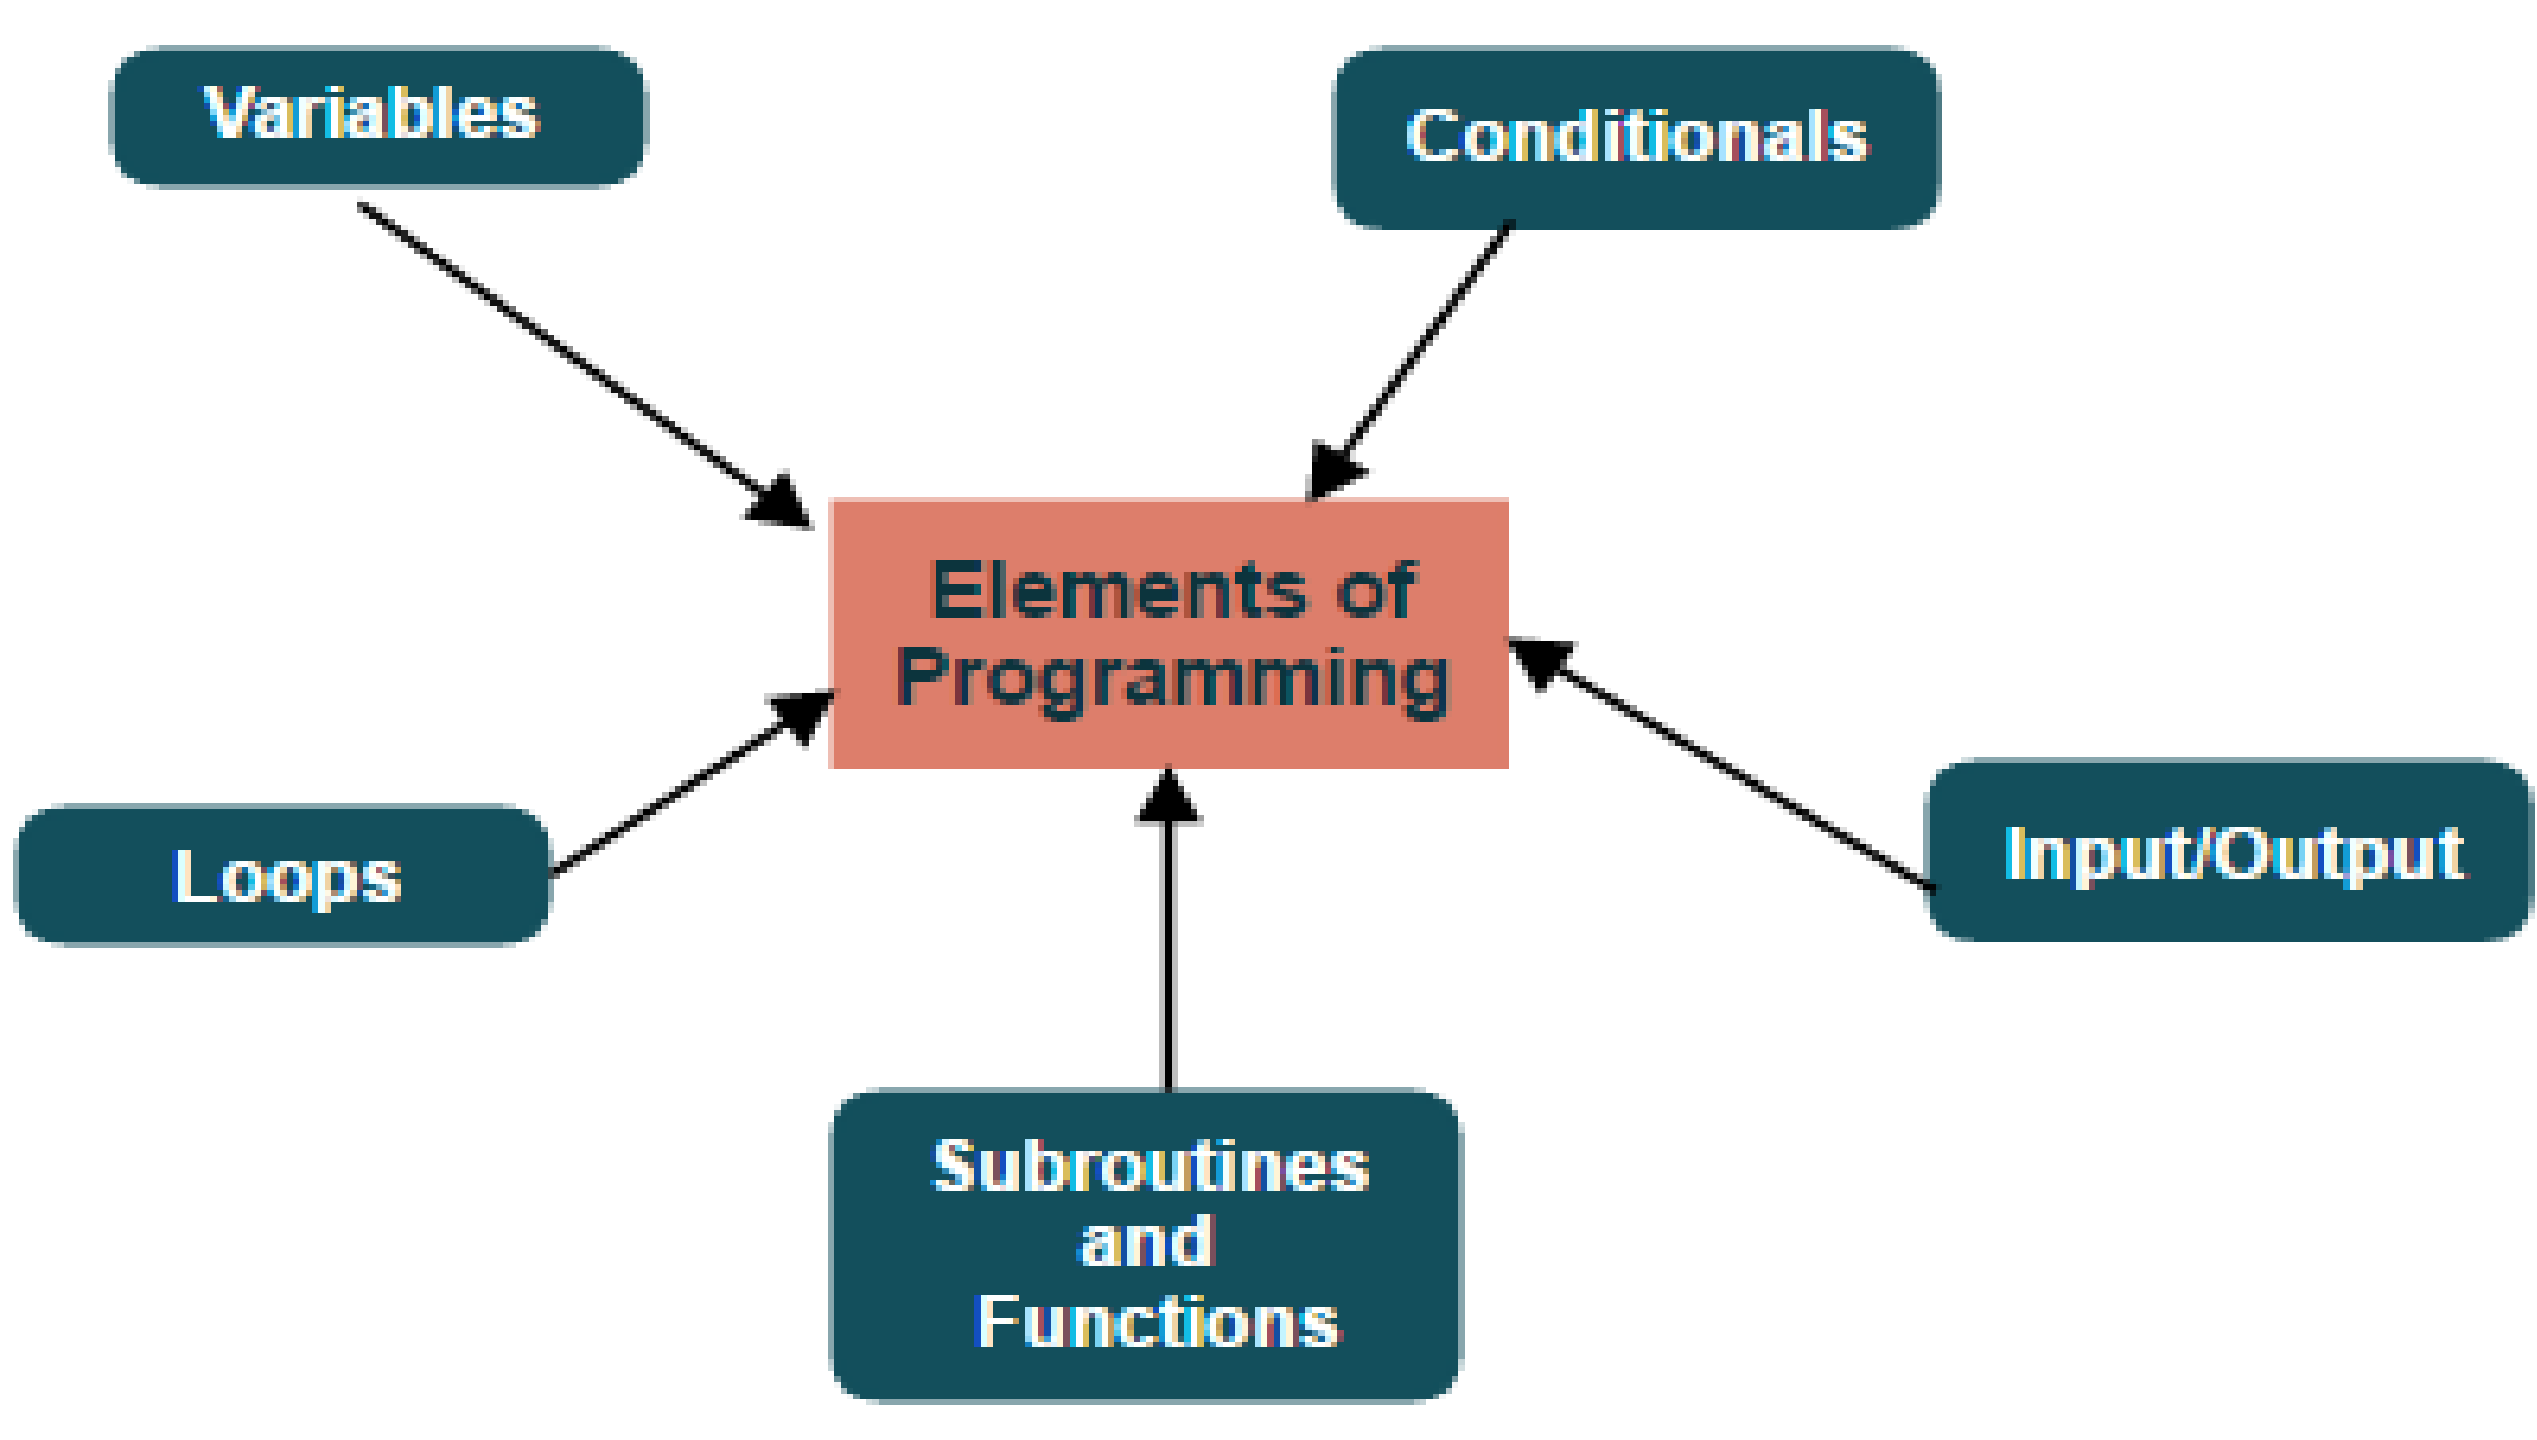 Variables
Conditionals
Elements of
Programming
Loops
Input/Output
Subroutines
and
Functions